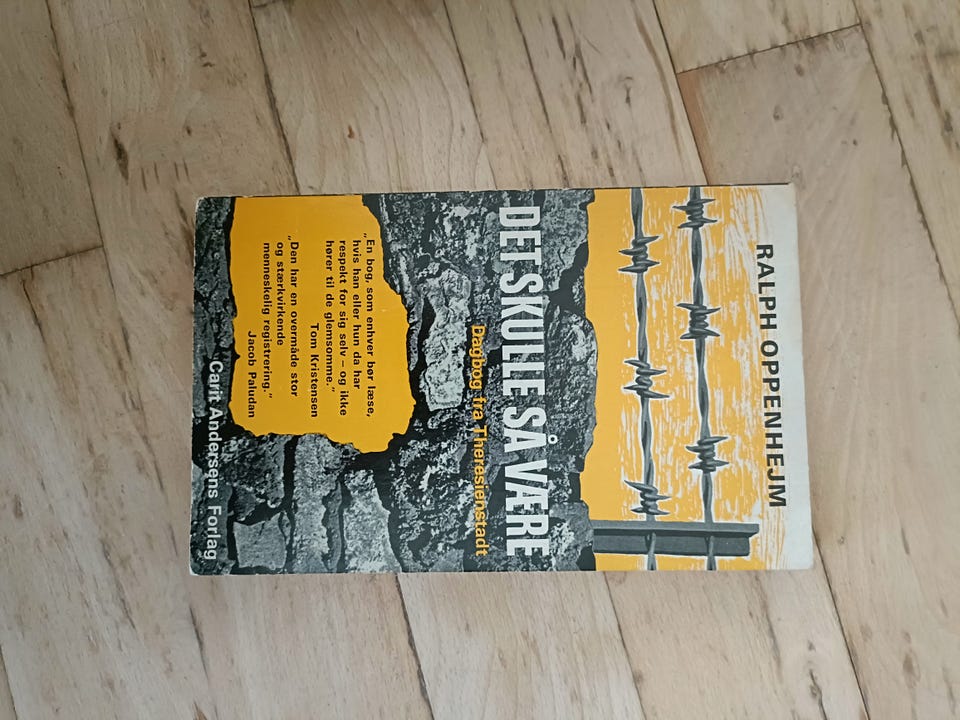 RALPH OPPENHEJM
DET SKULLE SÅ VÆRE
Dagbog fra Theresienstadt
„En bog, som enhver bør læse,
hvis han eller hun da har
respekt for sig selv – og ikke
hører til de glemsomme.”
Tom Kristensen
„Den har en overmåde stor
og stærkvirkende
menneskelig registrering.”
Jacob Paludan
Carit Andersens Forlag